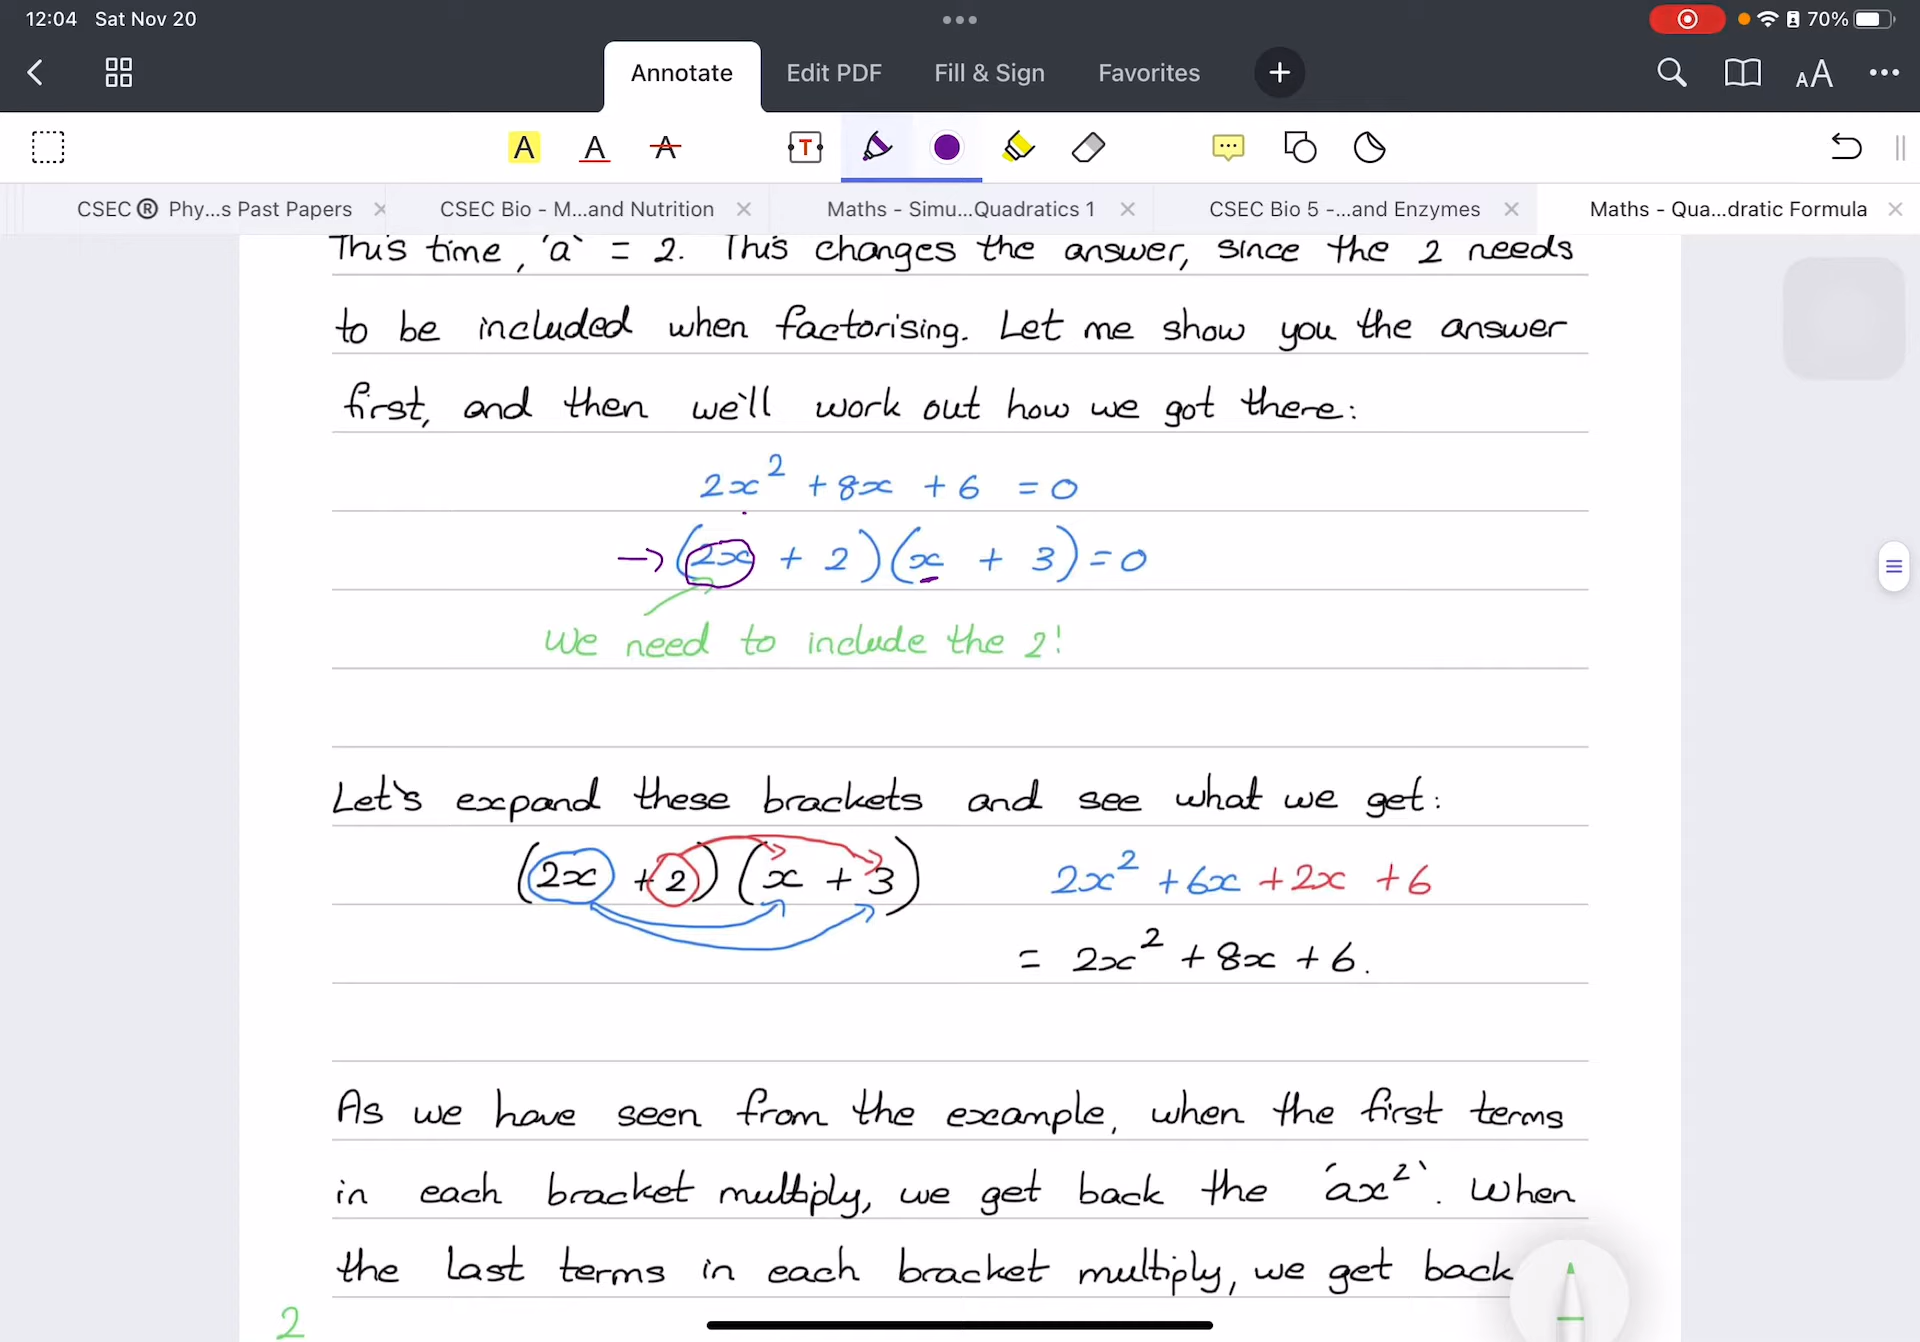 12:04 Sat Nov 20
70%
Annotate Edit PDF Fill & Sign Favorites
AA
A A A T
CSEC ® Phy...s Past Papers CSEC Bio - M...and Nutrition Maths - Simu...Quadratics 1 CSEC Bio 5 -...and Enzymes Maths - Qua...dratic Formula
This time, 'a' = 2. This changes the answer, since the 2 needs
to be included when factorising. Let me show you the answer
first, and then we'll work out how we got there:
2x² + 8x + 6 = 0
→ (2x + 2)(x + 3) = 0
We need to include the 2!
Let's expand these brackets and see what we get:
(2x + 2)(x + 3) 2x² + 6x + 2x + 6
= 2x² + 8x + 6.
As we have seen from the example, when the first terms
in each bracket multiply, we get back the 'ax²'. When
the last terms in each bracket multiply, we get back
2